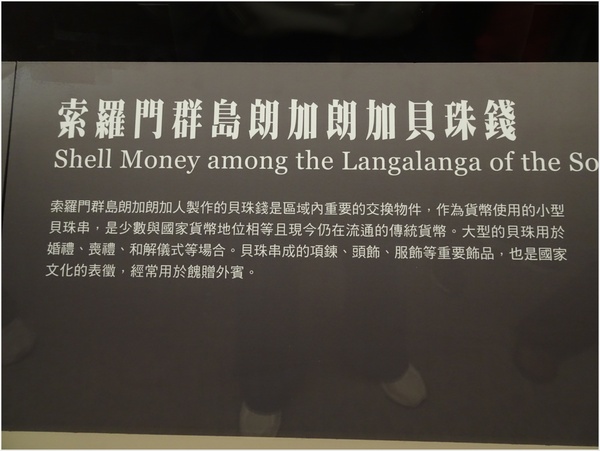 索羅門群島朗加朗加貝珠錢
Shell Money among the Langalanga of the So
索羅門群島朗加朗加人製作的貝珠錢是區域內重要的交換物件，作為貨幣使用的小型
貝珠串，是少數與國家貨幣地位相等且現今仍在流通的傳統貨幣。大型的貝珠用於
婚禮、喪禮、和解儀式等場合。貝珠串成的項鍊、頭飾、服飾等重要飾品，也是國家
文化的表徵，經常用於餽贈外賓。